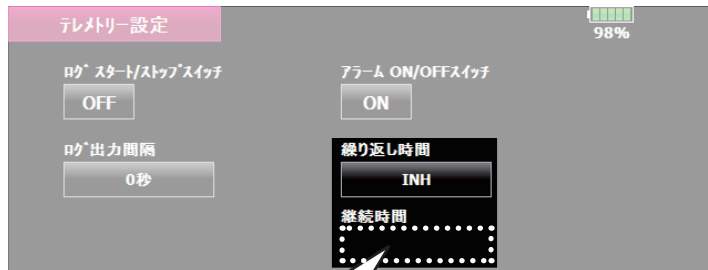 ﾃﾚﾒﾄﾘｰ設定
98%
ﾛｸﾞ ｽﾀｰﾄ/ｽﾄｯﾌﾟｽｲｯﾁ
OFF
アラーム ON/OFFｽｲｯﾁ
ON
ﾛｸﾞ出力間隔
0秒
繰り返し時間
INH
継続時間